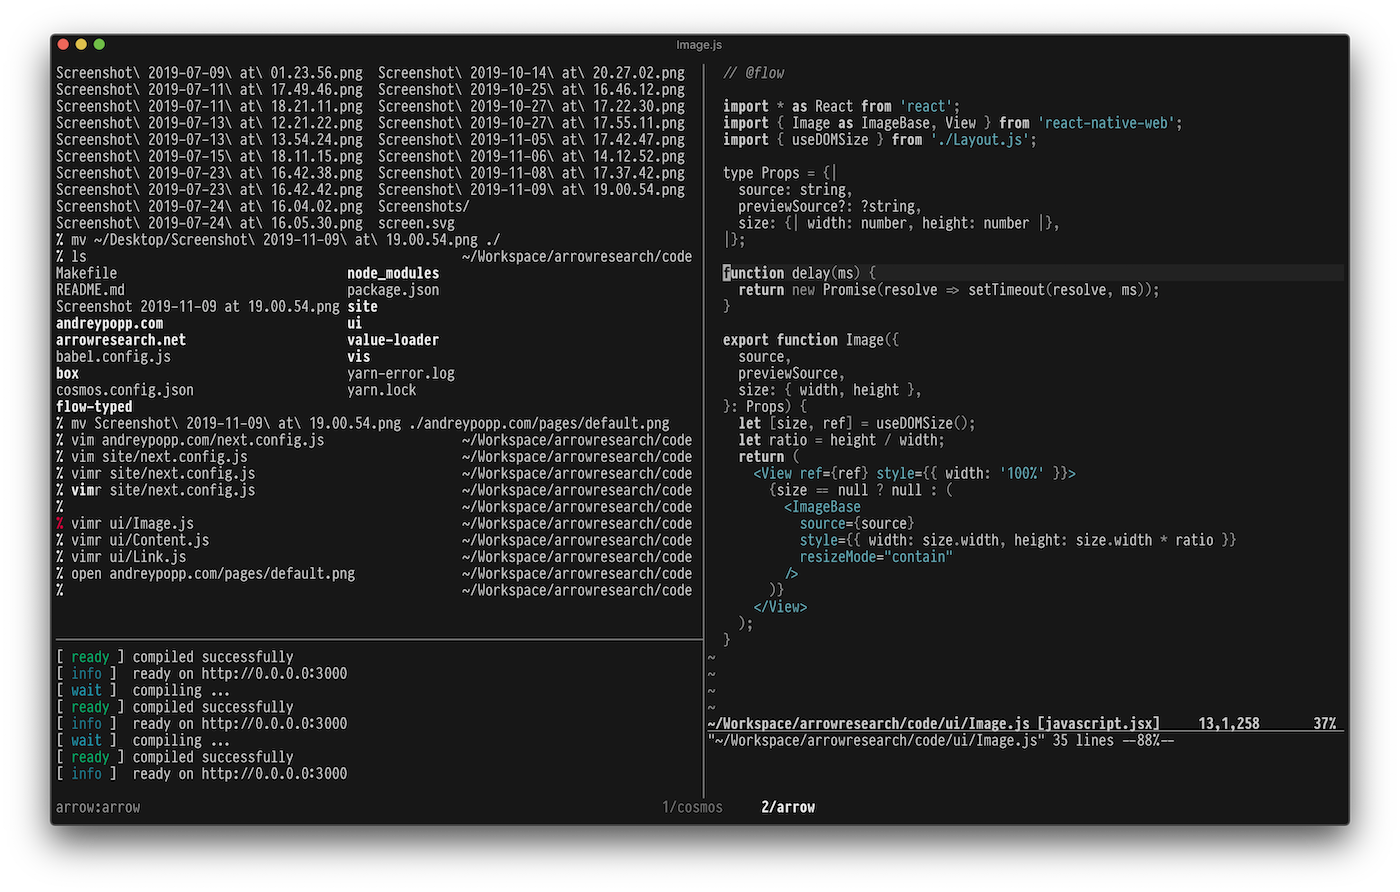 Image.js
Screenshot\ 2019-07-09\ at\ 01.23.56.png  Screenshot\ 2019-10-14\ at\ 20.27.02.png
Screenshot\ 2019-07-11\ at\ 17.49.46.png  Screenshot\ 2019-10-25\ at\ 16.46.12.png
Screenshot\ 2019-07-11\ at\ 18.21.11.png  Screenshot\ 2019-10-27\ at\ 17.22.30.png
Screenshot\ 2019-07-13\ at\ 12.21.22.png  Screenshot\ 2019-10-27\ at\ 17.55.11.png
Screenshot\ 2019-07-13\ at\ 13.54.24.png  Screenshot\ 2019-11-05\ at\ 17.42.47.png
Screenshot\ 2019-07-15\ at\ 18.11.15.png  Screenshot\ 2019-11-06\ at\ 14.12.52.png
Screenshot\ 2019-07-23\ at\ 16.42.38.png  Screenshot\ 2019-11-08\ at\ 17.37.42.png
Screenshot\ 2019-07-23\ at\ 16.42.42.png  Screenshot\ 2019-11-09\ at\ 19.00.54.png
Screenshot\ 2019-07-24\ at\ 16.04.02.png  Screenshots/
Screenshot\ 2019-07-24\ at\ 16.05.30.png  screen.svg
% mv ~/Desktop/Screenshot\ 2019-11-09\ at\ 19.00.54.png ./
% ls ~/Workspace/arrowresearch/code
Makefile node_modules
README.md package.json
Screenshot 2019-11-09 at 19.00.54.png site
andreypopp.com ui
arrowresearch.net value-loader
babel.config.js vis
box yarn-error.log
cosmos.config.json yarn.lock
flow-typed
% mv Screenshot\ 2019-11-09\ at\ 19.00.54.png ./andreypopp.com/pages/default.png
% vim andreypopp.com/next.config.js ~/Workspace/arrowresearch/code
% vim site/next.config.js ~/Workspace/arrowresearch/code
% vimr site/next.config.js ~/Workspace/arrowresearch/code
% vimr site/next.config.js ~/Workspace/arrowresearch/code
% ~/Workspace/arrowresearch/code
% vimr ui/Image.js ~/Workspace/arrowresearch/code
% vimr ui/Content.js ~/Workspace/arrowresearch/code
% vimr ui/Link.js ~/Workspace/arrowresearch/code
% open andreypopp.com/pages/default.png ~/Workspace/arrowresearch/code
% ~/Workspace/arrowresearch/code
[ ready ] compiled successfully
[ info ]  ready on http://0.0.0.0:3000
[ wait ]  compiling ...
[ ready ] compiled successfully
[ info ]  ready on http://0.0.0.0:3000
[ wait ]  compiling ...
[ ready ] compiled successfully
[ info ]  ready on http://0.0.0.0:3000
// @flow
import * as React from 'react';
import { Image as ImageBase, View } from 'react-native-web';
import { useDOMSize } from './Layout.js';
type Props = {|
  source: string,
  previewSource?: ?string,
  size: {| width: number, height: number |},
|};
function delay(ms) {
  return new Promise(resolve => setTimeout(resolve, ms));
}
export function Image({
  source,
  previewSource,
  size: { width, height },
}: Props) {
  let [size, ref] = useDOMSize();
  let ratio = height / width;
  return (
    <View ref={ref} style={{ width: '100%' }}>
      {size == null ? null : (
        <ImageBase
          source={source}
          style={{ width: size.width, height: size.width * ratio }}
          resizeMode="contain"
        />
      )}
    </View>
  );
}
~
~
~
~
~/Workspace/arrowresearch/code/ui/Image.js [javascript.jsx] 13,1,258 37%
"~/Workspace/arrowresearch/code/ui/Image.js" 35 lines --88%--
arrow:arrow 1/cosmos 2/arrow